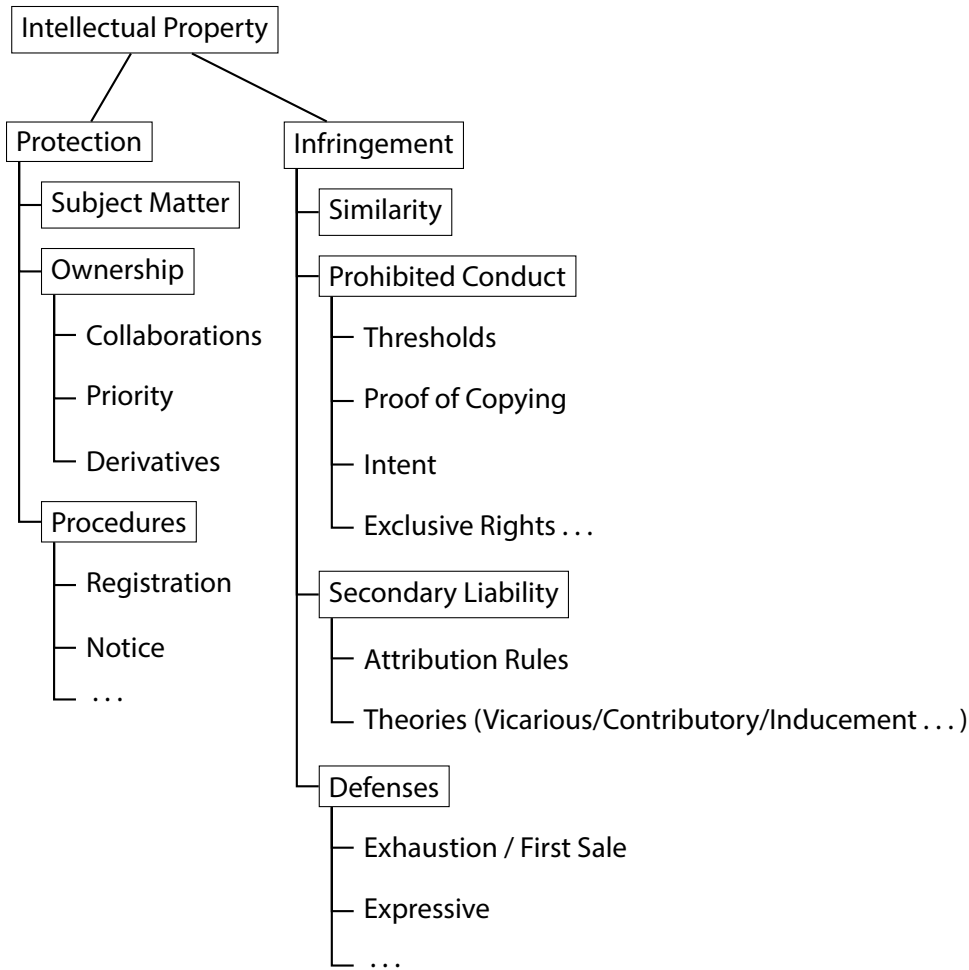 Intellectual Property
Protection
Subject Matter
Ownership
Collaborations
Priority
Derivatives
Procedures
Registration
Notice
. . .
Infringement
Similarity
Prohibited Conduct
Thresholds
Proof of Copying
Intent
Exclusive Rights . . .
Secondary Liability
Attribution Rules
Theories (Vicarious/Contributory/Inducement . . . )
Defenses
Exhaustion / First Sale
Expressive
. . .